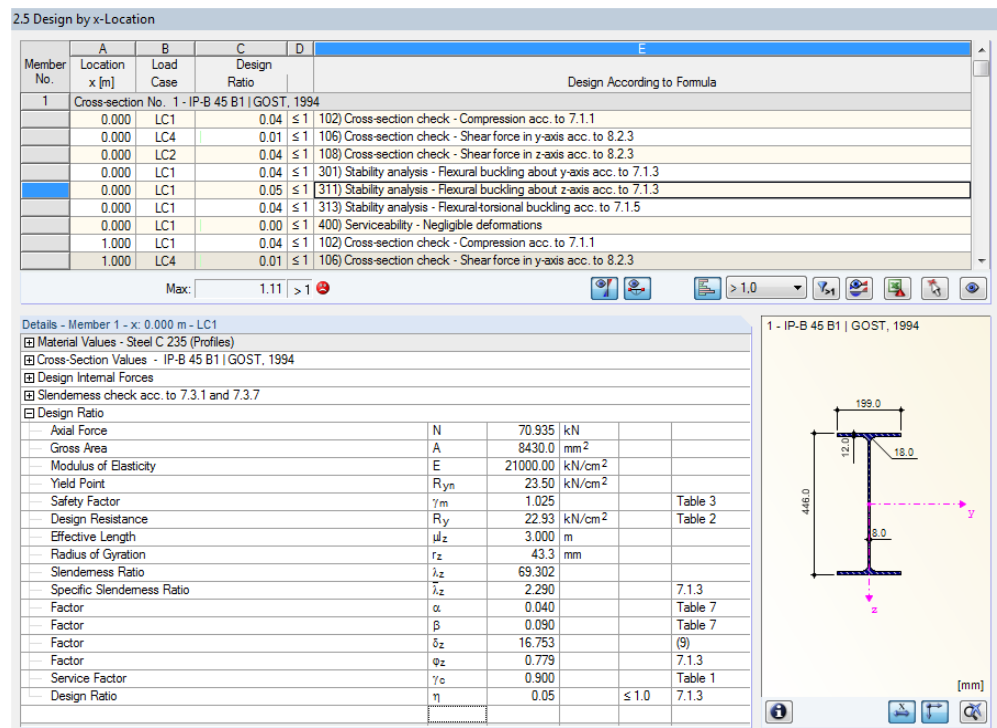 2.5 Design by x-Location
A B C D E
Member Location Load Design
No. x [m] Case Ratio Design According to Formula
1 Cross-section No. 1 - IP-B 45 B1 | GOST, 1994
0.000 LC1 0.04 ≤ 1 102) Cross-section check - Compression acc. to 7.1.1
0.000 LC4 0.01 ≤ 1 106) Cross-section check - Shear force in y-axis acc. to 8.2.3
0.000 LC2 0.04 ≤ 1 108) Cross-section check - Shear force in z-axis acc. to 8.2.3
0.000 LC1 0.04 ≤ 1 301) Stability analysis - Flexural buckling about y-axis acc. to 7.1.3
0.000 LC1 0.05 ≤ 1 311) Stability analysis - Flexural buckling about z-axis acc. to 7.1.3
0.000 LC1 0.04 ≤ 1 313) Stability analysis - Flexural-torsional buckling acc. to 7.1.5
0.000 LC1 0.00 ≤ 1 400) Serviceability - Negligible deformations
1.000 LC1 0.04 ≤ 1 102) Cross-section check - Compression acc. to 7.1.1
1.000 LC4 0.01 ≤ 1 106) Cross-section check - Shear force in y-axis acc. to 8.2.3
Max: 1.11 > 1 > 1,0
Details - Member 1 - x: 0.000 m - LC1
Material Values - Steel C 235 (Profiles)
Cross-Section Values - IP-B 45 B1 | GOST, 1994
Design Internal Forces
Slenderness check acc. to 7.3.1 and 7.3.7
Design Ratio
Axial Force N 70.935 kN
Gross Area A 8430.0 mm²
Modulus of Elasticity E 21000.00 kN/cm²
Yield Point Ryn 23.50 kN/cm²
Safety Factor γm 1.025 Table 3
Design Resistance Ry 22.93 kN/cm² Table 2
Effective Length μlz 3.000 m
Radius of Gyration rz 43.3 mm
Slenderness Ratio λz 69.302
Specific Slenderness Ratio λ̅z 2.290 7.1.3
Factor α 0.040 Table 7
Factor β 0.090 Table 7
Factor δz 16.753 (9)
Factor φz 0.779 7.1.3
Service Factor γc 0.900 Table 1
Design Ratio η 0.05 ≤ 1.0 7.1.3
1 - IP-B 45 B1 | GOST, 1994
199.0
12.0
18.0
446.0
y
8.0
z
[mm]